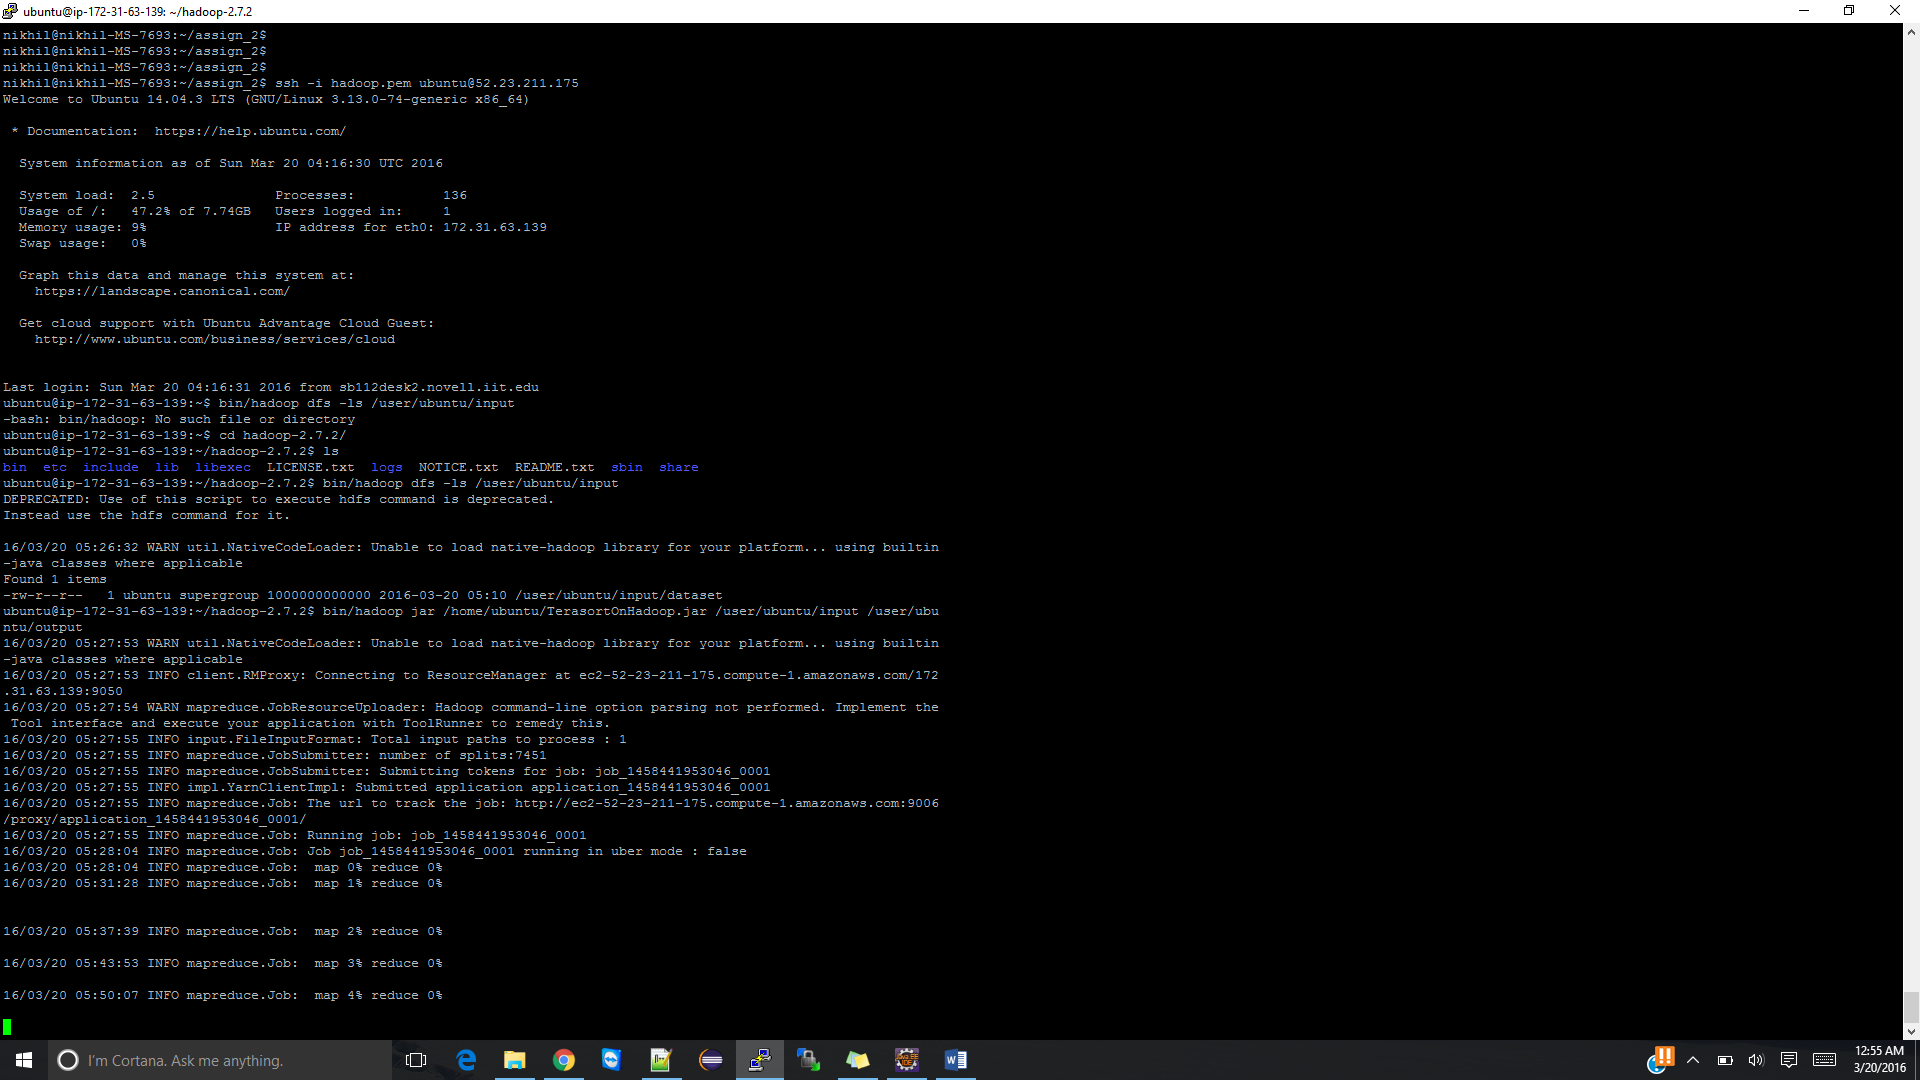 ubuntu@ip-172-31-63-139: ~/hadoop-2.7.2
nikhil@nikhil-MS-7693:~/assign_2$
nikhil@nikhil-MS-7693:~/assign_2$
nikhil@nikhil-MS-7693:~/assign_2$
nikhil@nikhil-MS-7693:~/assign_2$ ssh -i hadoop.pem ubuntu@52.23.211.175
Welcome to Ubuntu 14.04.3 LTS (GNU/Linux 3.13.0-74-generic x86_64)
* Documentation:  https://help.ubuntu.com/
System information as of Sun Mar 20 04:16:30 UTC 2016
System load:  2.5               Processes:           136
Usage of /:   47.2% of 7.74GB   Users logged in:     1
Memory usage: 9%                IP address for eth0: 172.31.63.139
Swap usage:   0%
Graph this data and manage this system at:
https://landscape.canonical.com/
Get cloud support with Ubuntu Advantage Cloud Guest:
http://www.ubuntu.com/business/services/cloud
Last login: Sun Mar 20 04:16:31 2016 from sb112desk2.novell.iit.edu
ubuntu@ip-172-31-63-139:~$ bin/hadoop dfs -ls /user/ubuntu/input
-bash: bin/hadoop: No such file or directory
ubuntu@ip-172-31-63-139:~$ cd hadoop-2.7.2/
ubuntu@ip-172-31-63-139:~/hadoop-2.7.2$ ls
bin  etc  include  lib  libexec  LICENSE.txt  logs  NOTICE.txt  README.txt  sbin  share
ubuntu@ip-172-31-63-139:~/hadoop-2.7.2$ bin/hadoop dfs -ls /user/ubuntu/input
DEPRECATED: Use of this script to execute hdfs command is deprecated.
Instead use the hdfs command for it.
16/03/20 05:26:32 WARN util.NativeCodeLoader: Unable to load native-hadoop library for your platform... using builtin
-java classes where applicable
Found 1 items
-rw-r--r--   1 ubuntu supergroup 1000000000000 2016-03-20 05:10 /user/ubuntu/input/dataset
ubuntu@ip-172-31-63-139:~/hadoop-2.7.2$ bin/hadoop jar /home/ubuntu/TerasortOnHadoop.jar /user/ubuntu/input /user/ubu
ntu/output
16/03/20 05:27:53 WARN util.NativeCodeLoader: Unable to load native-hadoop library for your platform... using builtin
-java classes where applicable
16/03/20 05:27:53 INFO client.RMProxy: Connecting to ResourceManager at ec2-52-23-211-175.compute-1.amazonaws.com/172
.31.63.139:9050
16/03/20 05:27:54 WARN mapreduce.JobResourceUploader: Hadoop command-line option parsing not performed. Implement the
Tool interface and execute your application with ToolRunner to remedy this.
16/03/20 05:27:55 INFO input.FileInputFormat: Total input paths to process : 1
16/03/20 05:27:55 INFO mapreduce.JobSubmitter: number of splits:7451
16/03/20 05:27:55 INFO mapreduce.JobSubmitter: Submitting tokens for job: job_1458441953046_0001
16/03/20 05:27:55 INFO impl.YarnClientImpl: Submitted application application_1458441953046_0001
16/03/20 05:27:55 INFO mapreduce.Job: The url to track the job: http://ec2-52-23-211-175.compute-1.amazonaws.com:9006
/proxy/application_1458441953046_0001/
16/03/20 05:27:55 INFO mapreduce.Job: Running job: job_1458441953046_0001
16/03/20 05:28:04 INFO mapreduce.Job: Job job_1458441953046_0001 running in uber mode : false
16/03/20 05:28:04 INFO mapreduce.Job:  map 0% reduce 0%
16/03/20 05:31:28 INFO mapreduce.Job:  map 1% reduce 0%
16/03/20 05:37:39 INFO mapreduce.Job:  map 2% reduce 0%
16/03/20 05:43:53 INFO mapreduce.Job:  map 3% reduce 0%
16/03/20 05:50:07 INFO mapreduce.Job:  map 4% reduce 0%
I'm Cortana. Ask me anything.
12:55 AM
3/20/2016